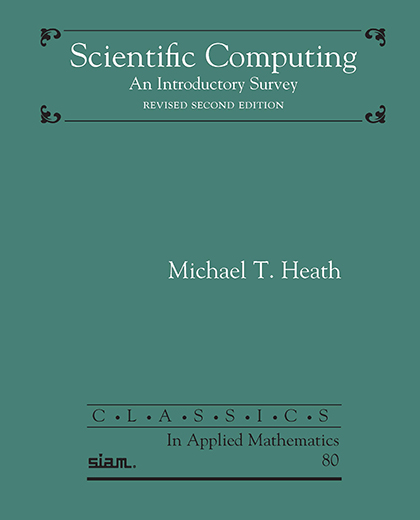 Scientific Computing
An Introductory Survey
REVISED SECOND EDITION
Michael T. Heath
C•L•A•S•S•I•C•S
In Applied Mathematics
siam. 80